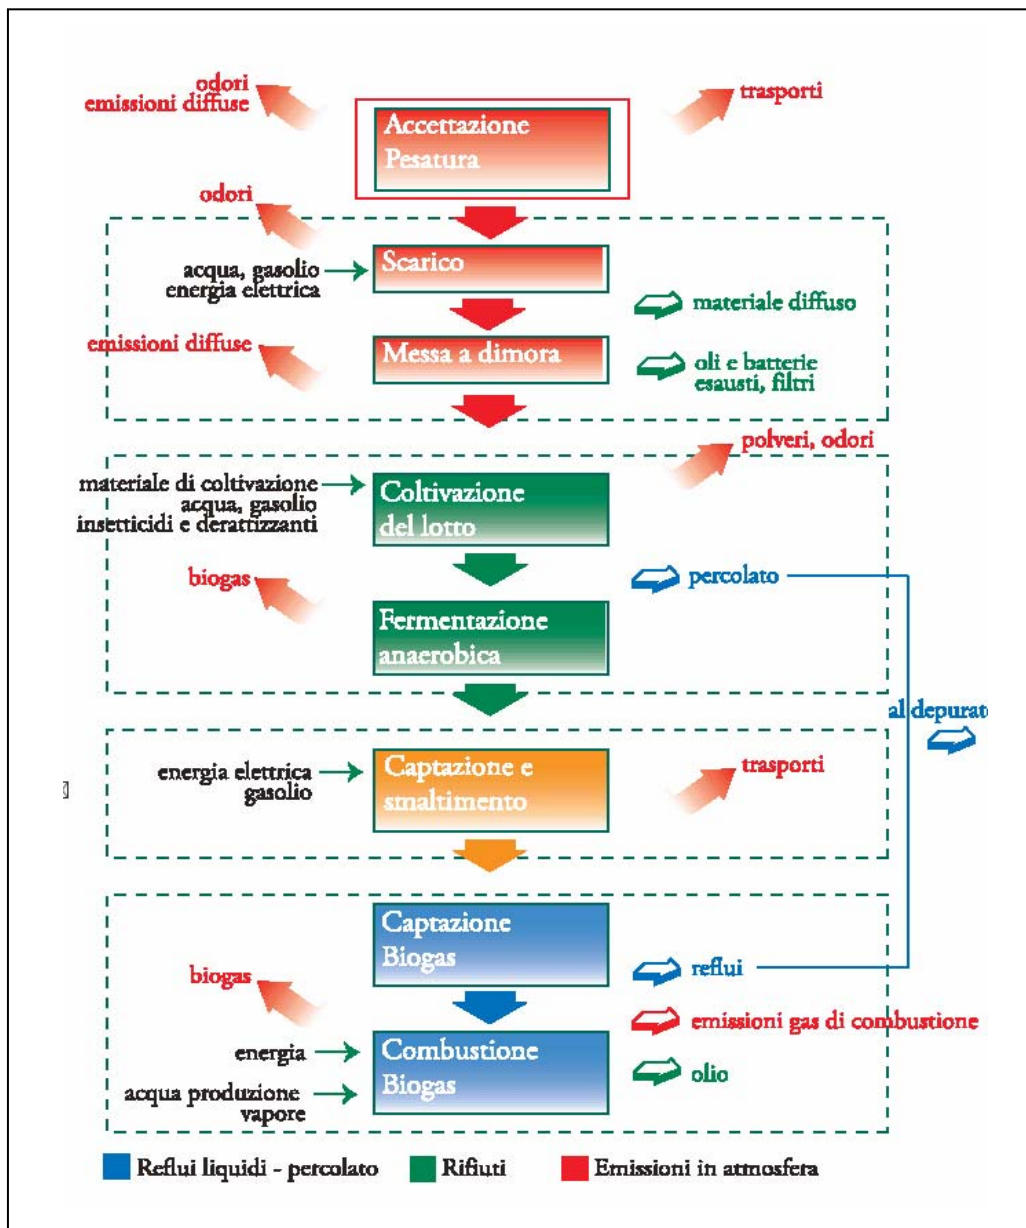 odori
emissioni diffuse
trasporti
Accettazione
Pesatura
odori
Scarico
acqua, gasolio
energia elettrica
materiale diffuso
emissioni diffuse
Messa a dimora
oli e batterie
esausti, filtri
polveri, odori
materiale di coltivazione
acqua, gasolio
insetticidi e derattizzanti
Coltivazione
del lotto
biogas
percolato
Fermentazione
anaerobica
al depurat
energia elettrica
gasolio
Captazione e
smaltimento
trasporti
Captazione
Biogas
biogas
reflui
emissioni gas di combustione
energia
Combustione
Biogas
olio
acqua produzione
vapore
Reflui liquidi - percolato
Rifiuti
Emissioni in atmosfera